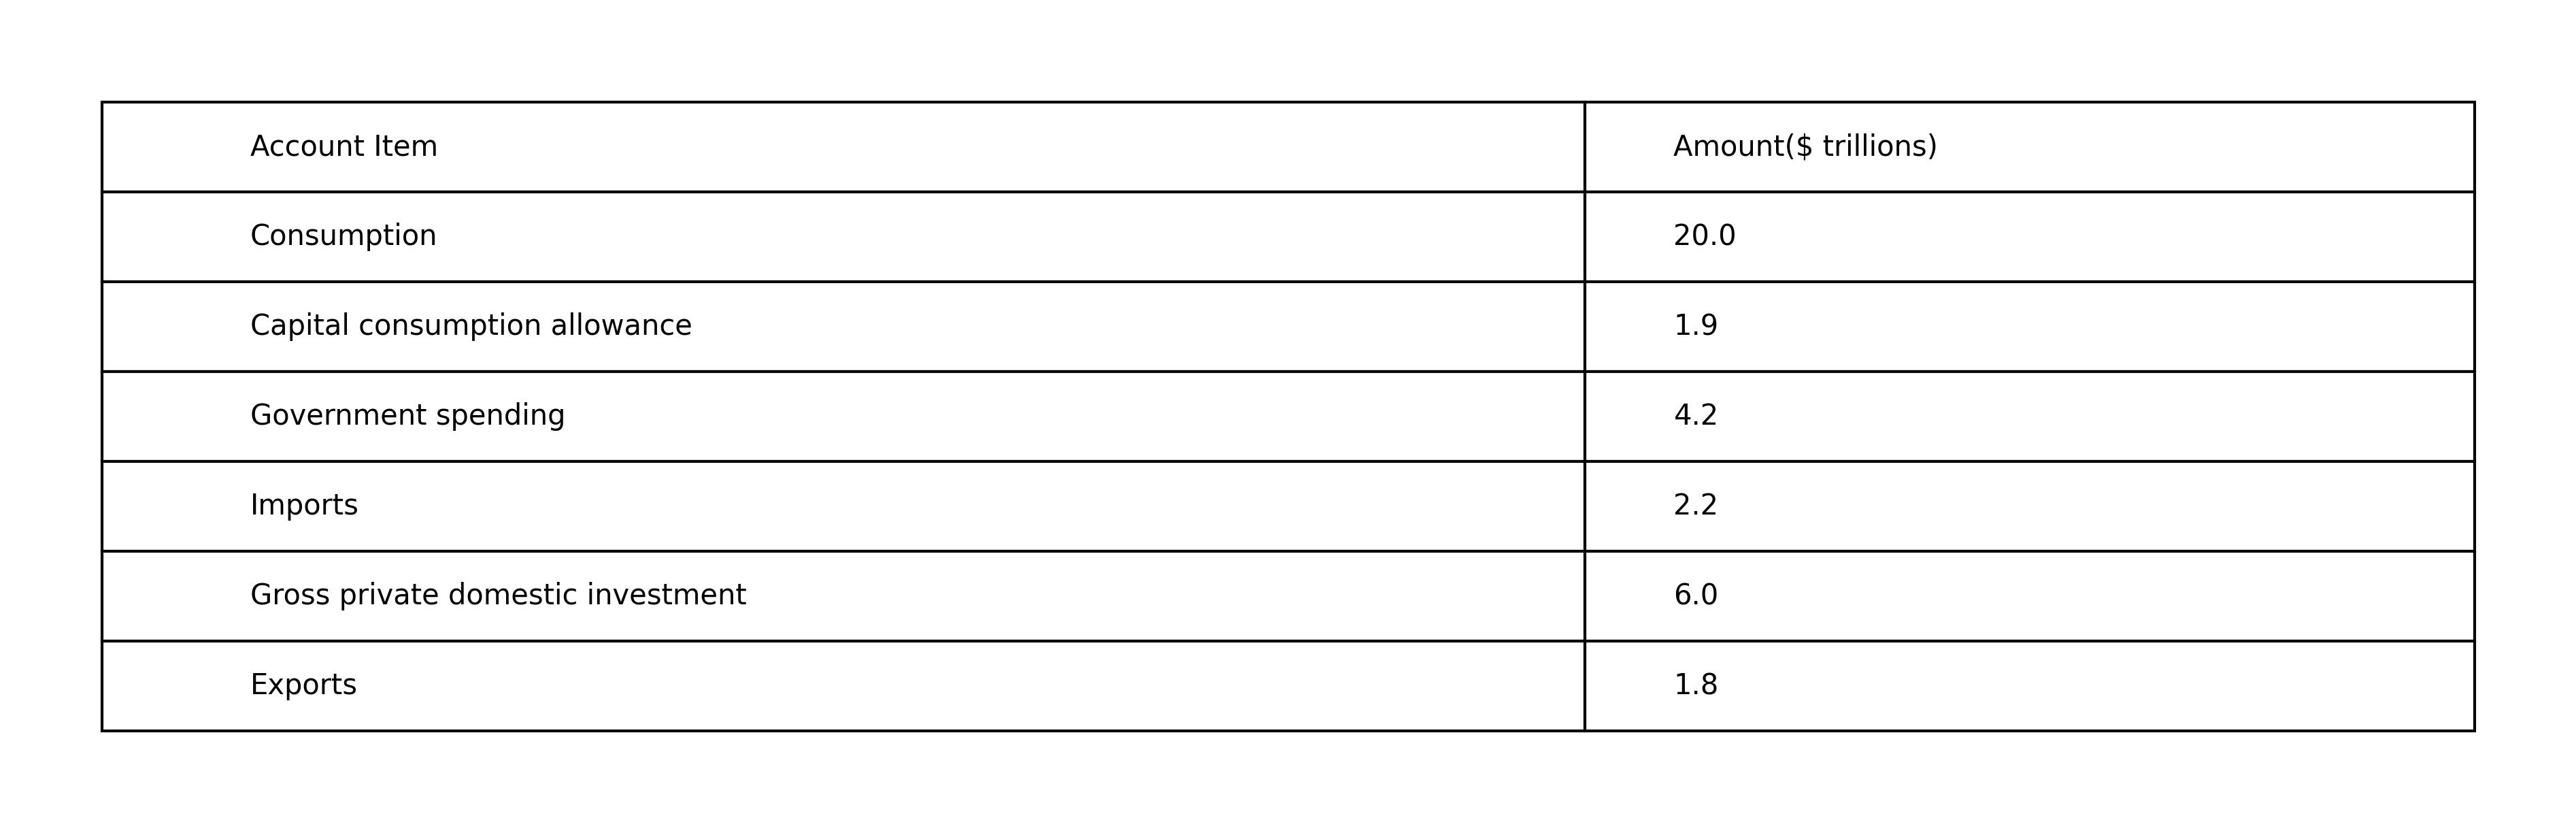 Account Item	Amount($ trillions)
Consumption	20.0
Capital consumption allowance	1.9
Government spending	4.2
Imports	2.2
Gross private domestic investment	6.0
Exports	1.8